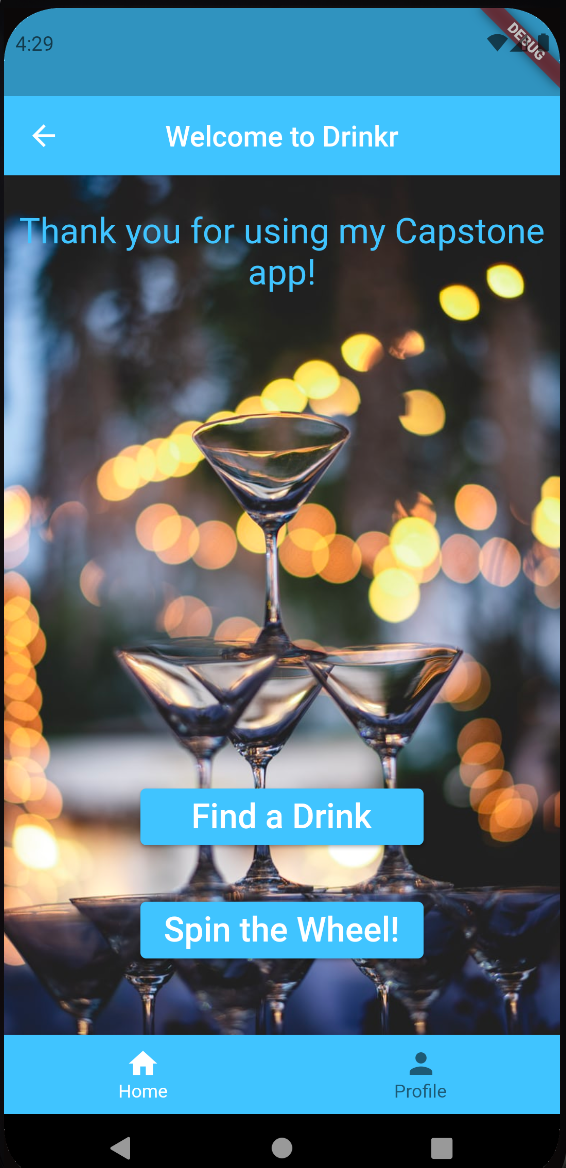 4:29
DEBUG
Welcome to Drinkr
Thank you for using my Capstone
app!
Find a Drink
Spin the Wheel!
Home
Profile